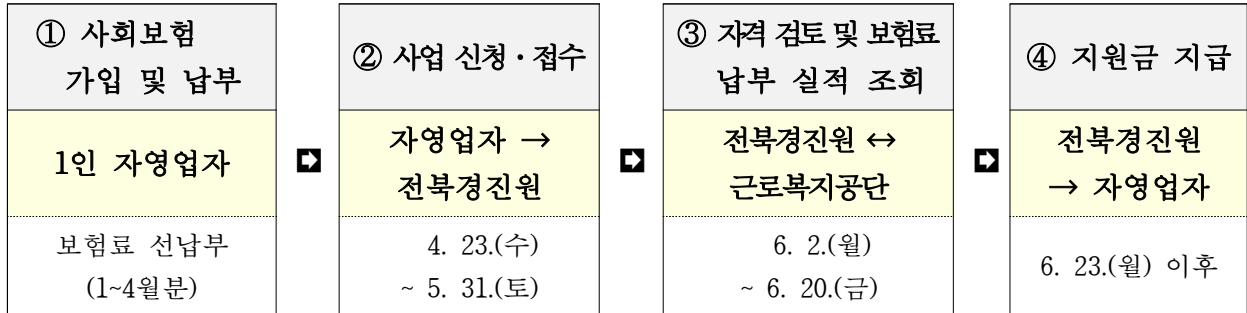 ① 사회보험
가입 및 납부
1인 자영업자
보험료 선납부
(1~4월분)
② 사업 신청·접수
자영업자 →
전북경진원
4. 23.(수)
~ 5. 31.(토)
③ 자격 검토 및 보험료
납부 실적 조회
전북경진원 ↔
근로복지공단
6. 2.(월)
~ 6. 20.(금)
④ 지원금 지급
전북경진원
→ 자영업자
6. 23.(월) 이후